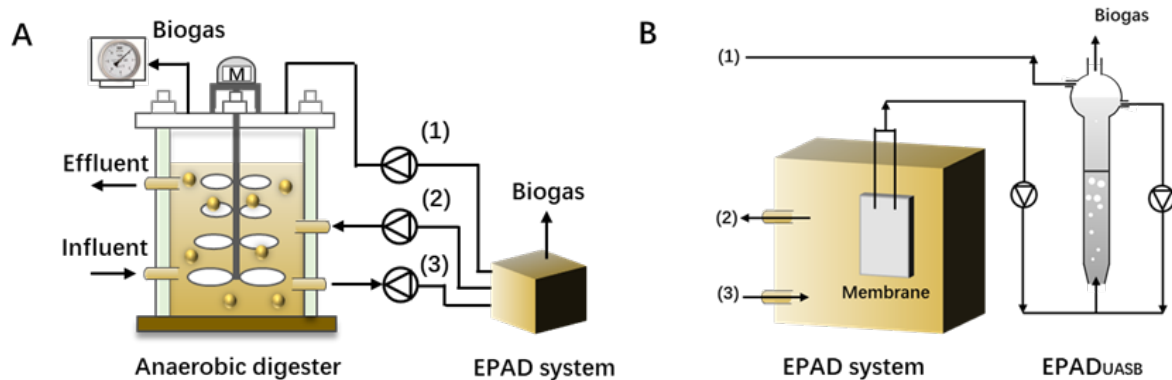 A
Biogas
M
(1)
Effluent
(2)
Biogas
Influent
(3)
Anaerobic digester
EPAD system
B
Biogas
(1)
(2)
(3)
Membrane
EPAD system
EPADUASB